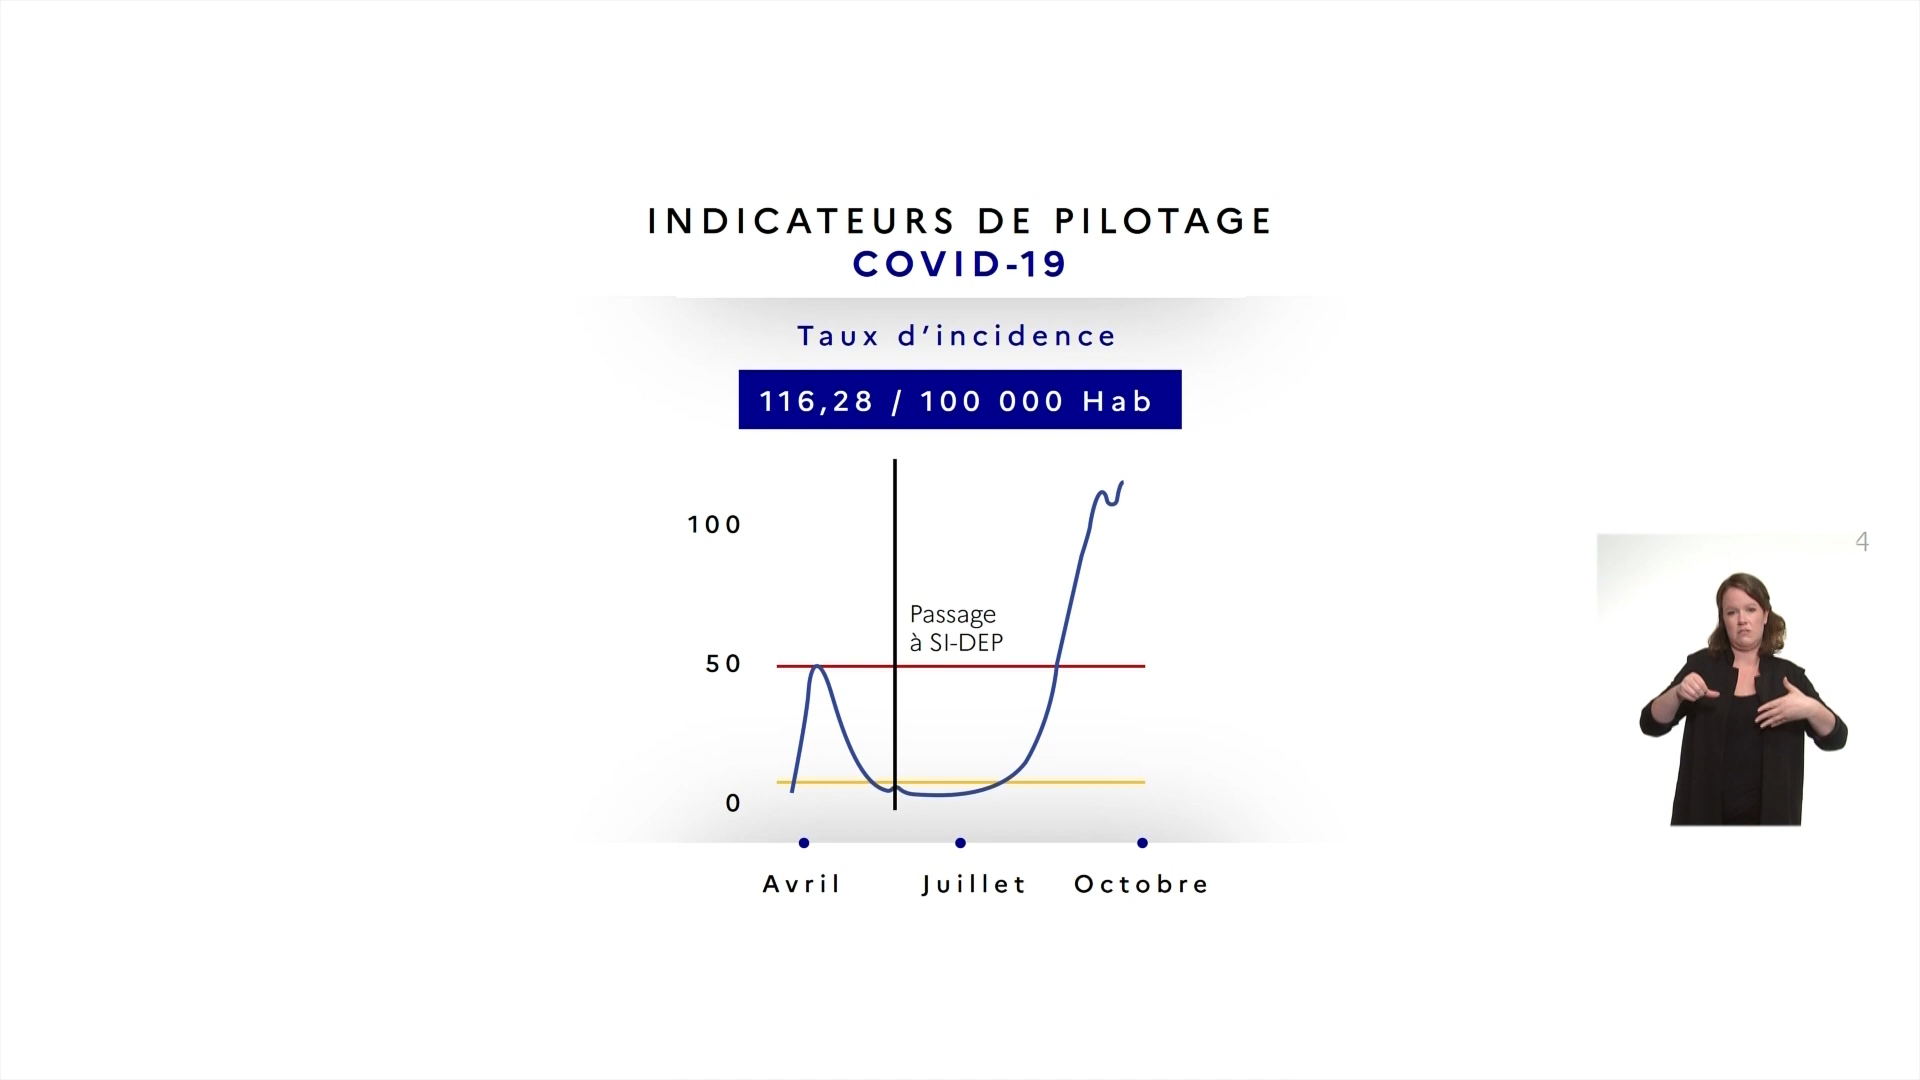 INDICATEURS DE PILOTAGE
COVID-19
Taux d’incidence
116,28 / 100 000 Hab
100
Passage
à SI-DEP
50
0
Avril Juillet Octobre
4